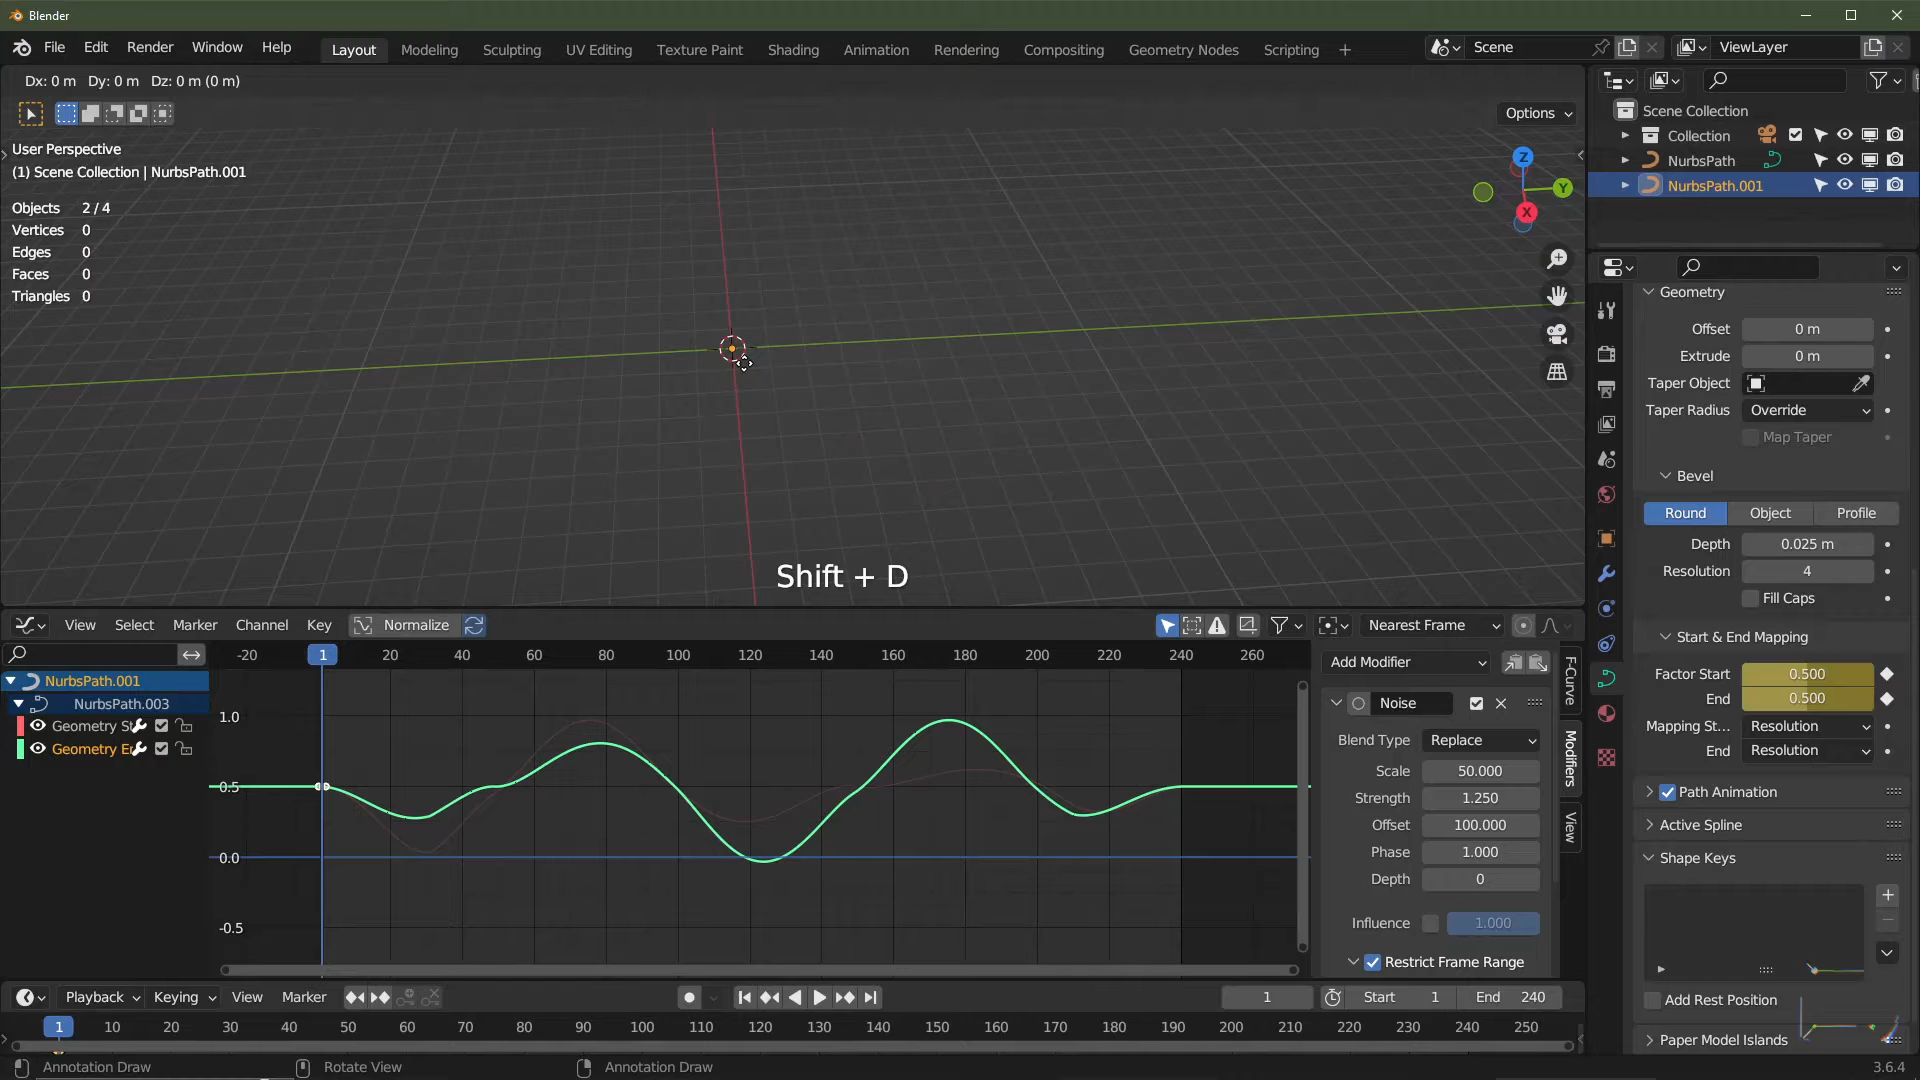 Blender
File Edit Render Window Help
Layout Modeling Sculpting UV Editing Texture Paint Shading Animation Rendering Compositing Geometry Nodes Scripting +
Scene
ViewLayer
Dx: 0 m Dy: 0 m Dz: 0 m (0 m)
Options
User Perspective
(1) Scene Collection | NurbsPath.001
Objects 2 / 4
Vertices 0
Edges 0
Faces 0
Triangles 0
Z
Y
X
Shift + D
Scene Collection
Collection
NurbsPath
NurbsPath.001
Geometry
Offset 0 m
Extrude 0 m
Taper Object
Taper Radius Override
Map Taper
Bevel
Round Object Profile
Depth 0.025 m
Resolution 4
Fill Caps
Start & End Mapping
Factor Start 0.500
End 0.500
Mapping St... Resolution
End Resolution
Path Animation
Active Spline
Shape Keys
Add Rest Position
Paper Model Islands
View Select Marker Channel Key Normalize
Nearest Frame
-20 1 20 40 60 80 100 120 140 160 180 200 220 240 260
NurbsPath.001
NurbsPath.003
Geometry St
Geometry Er
1.0
0.5
0.0
-0.5
Add Modifier
Noise
Blend Type Replace
Scale 50.000
Strength 1.250
Offset 100.000
Phase 1.000
Depth 0
Influence 1.000
Restrict Frame Range
F-Curve
Modifiers
View
Playback Keying View Marker
1 Start 1 End 240
1 10 20 30 40 50 60 70 80 90 100 110 120 130 140 150 160 170 180 190 200 210 220 230 240 250
Annotation Draw Rotate View Annotation Draw
3.6.4